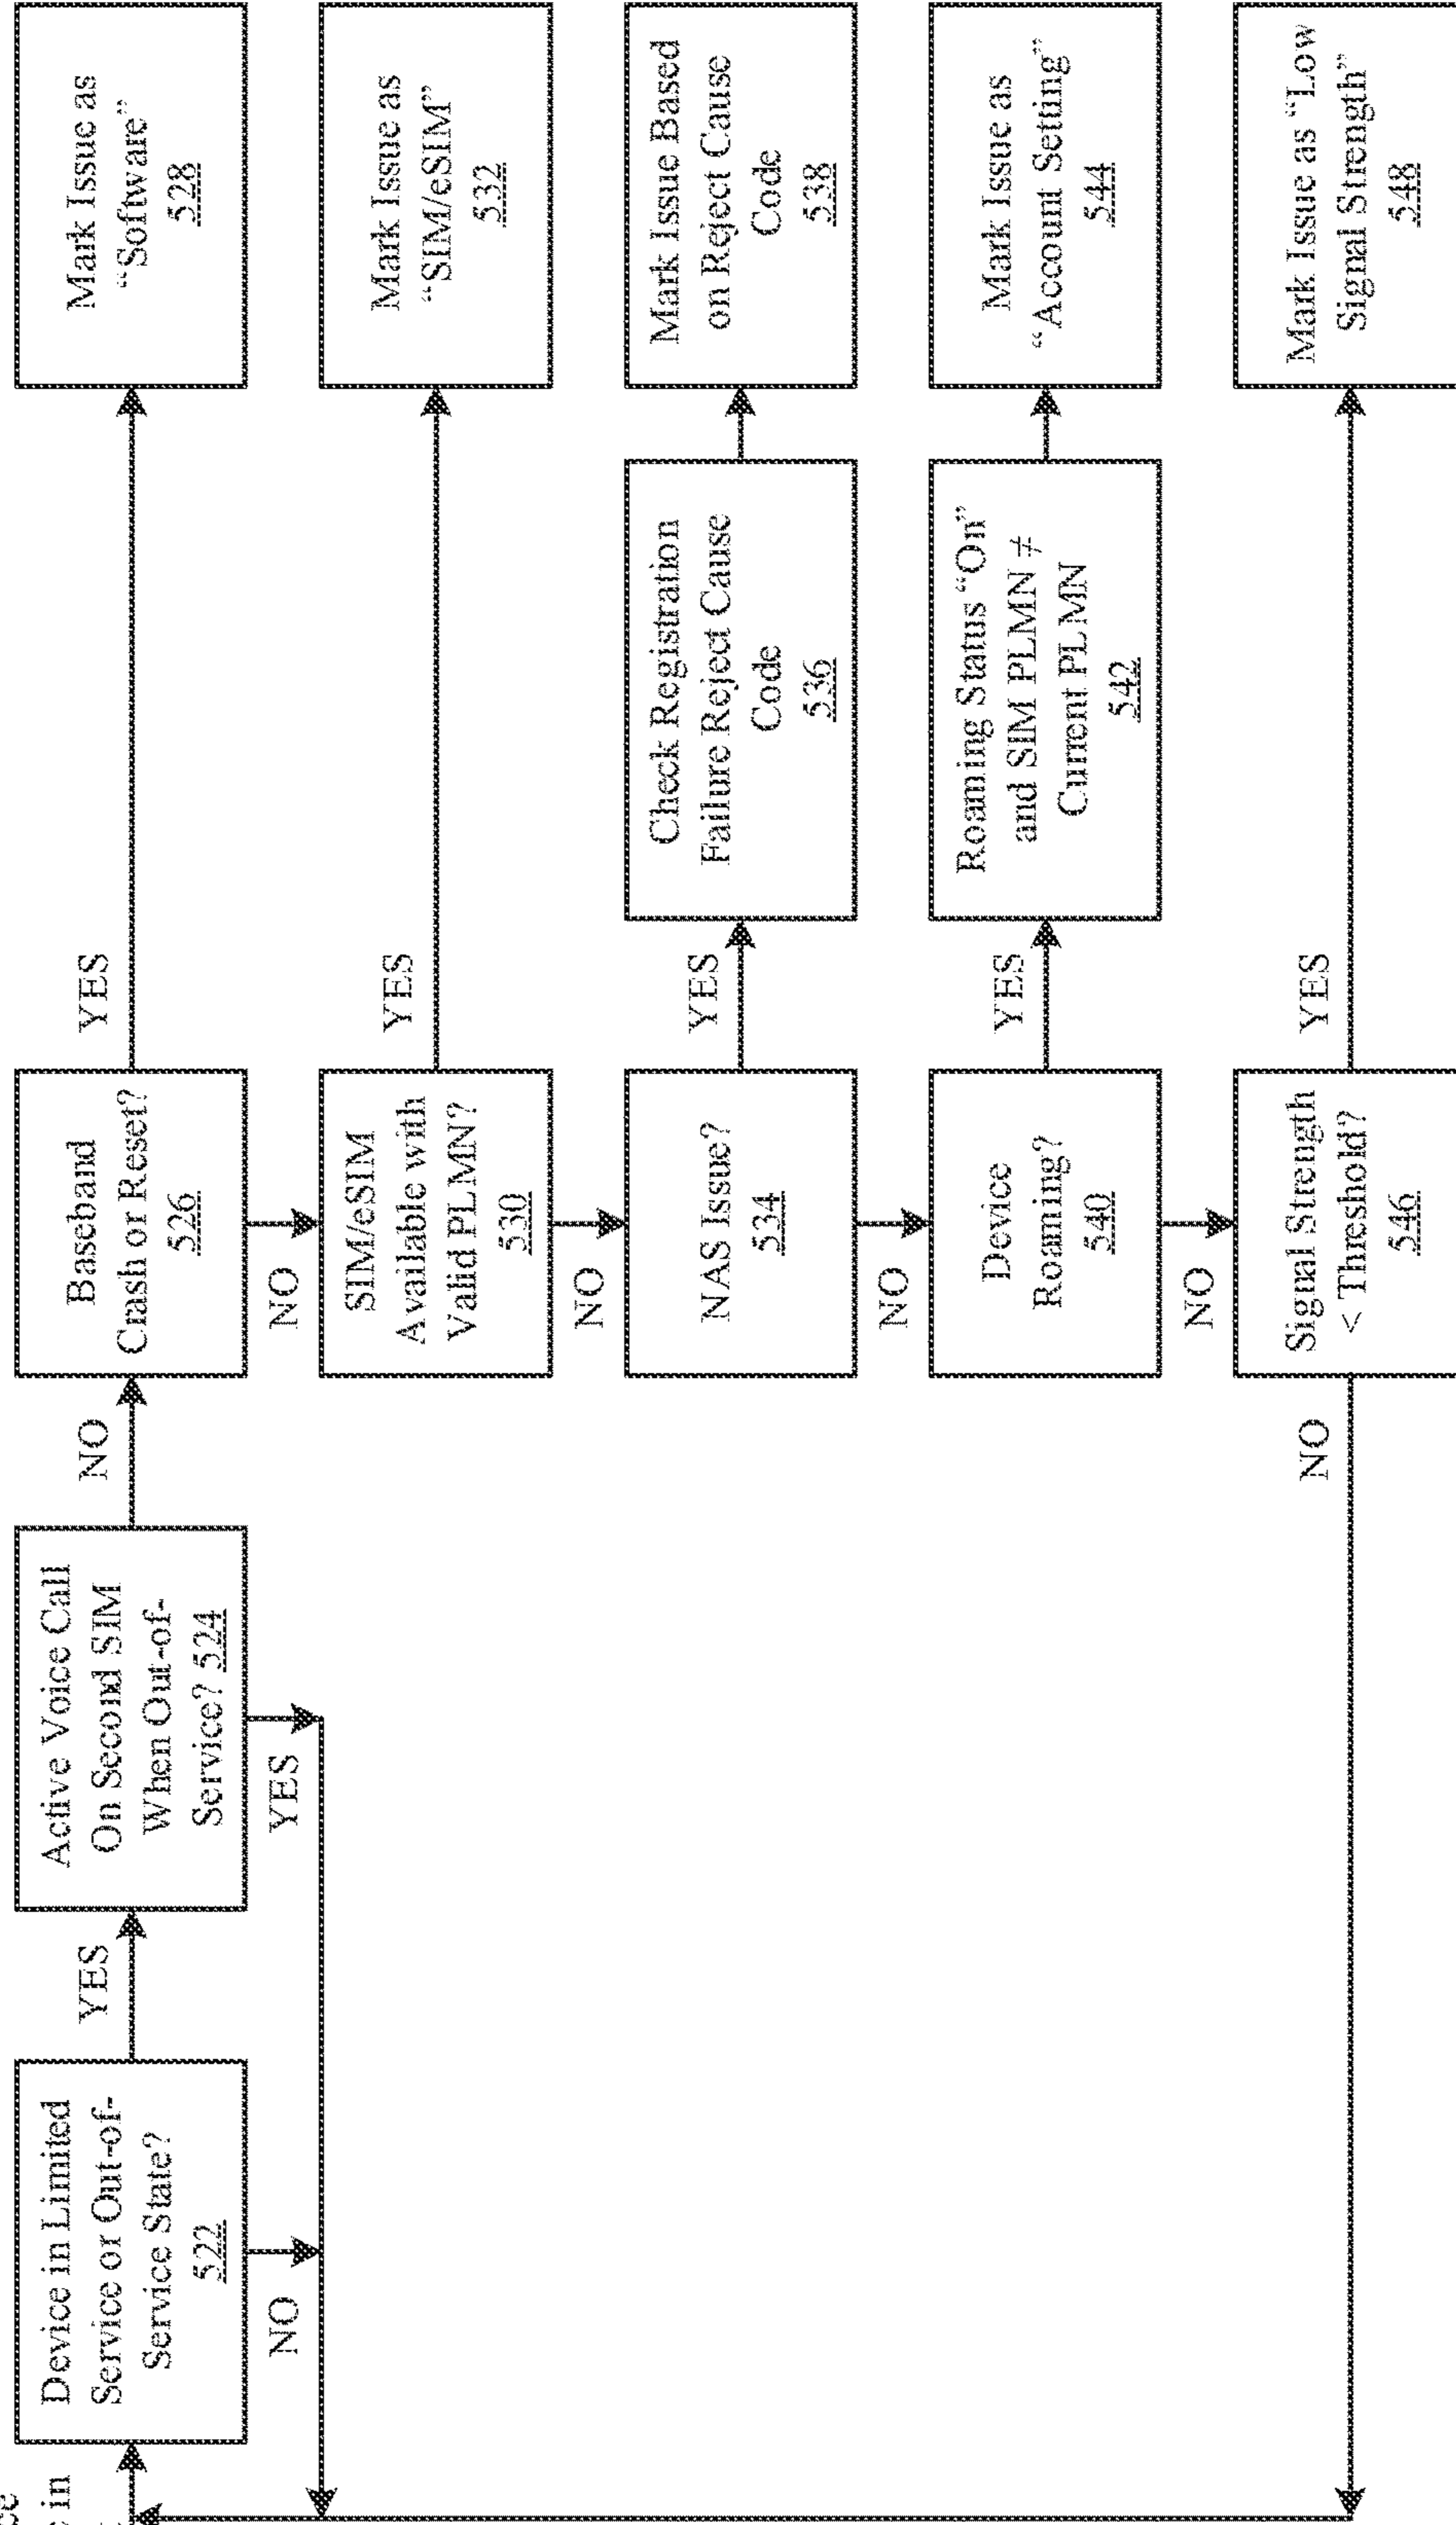 ce
in
Device in Limited
Service or Out-of-
Service State?
522
YES
NO
Active Voice Call
On Second SIM
When Out-of-
Service? 524
NO
YES
Baseband
Crash or Reset?
526
YES
Mark Issue as
“Software”
528
NO
SIM/eSIM
Available with
Valid PLMN?
530
YES
Mark Issue as
“SIM/eSIM”
532
NO
NAS Issue?
534
YES
Check Registration
Failure Reject Cause
Code
536
Mark Issue Based
on Reject Cause
Code
538
NO
Device
Roaming?
540
YES
Roaming Status “On”
and SIM PLMN ≠
Current PLMN
542
Mark Issue as
“Account Setting”
544
NO
Signal Strength
< Threshold?
546
NO
YES
Mark Issue as “Low
Signal Strength”
548